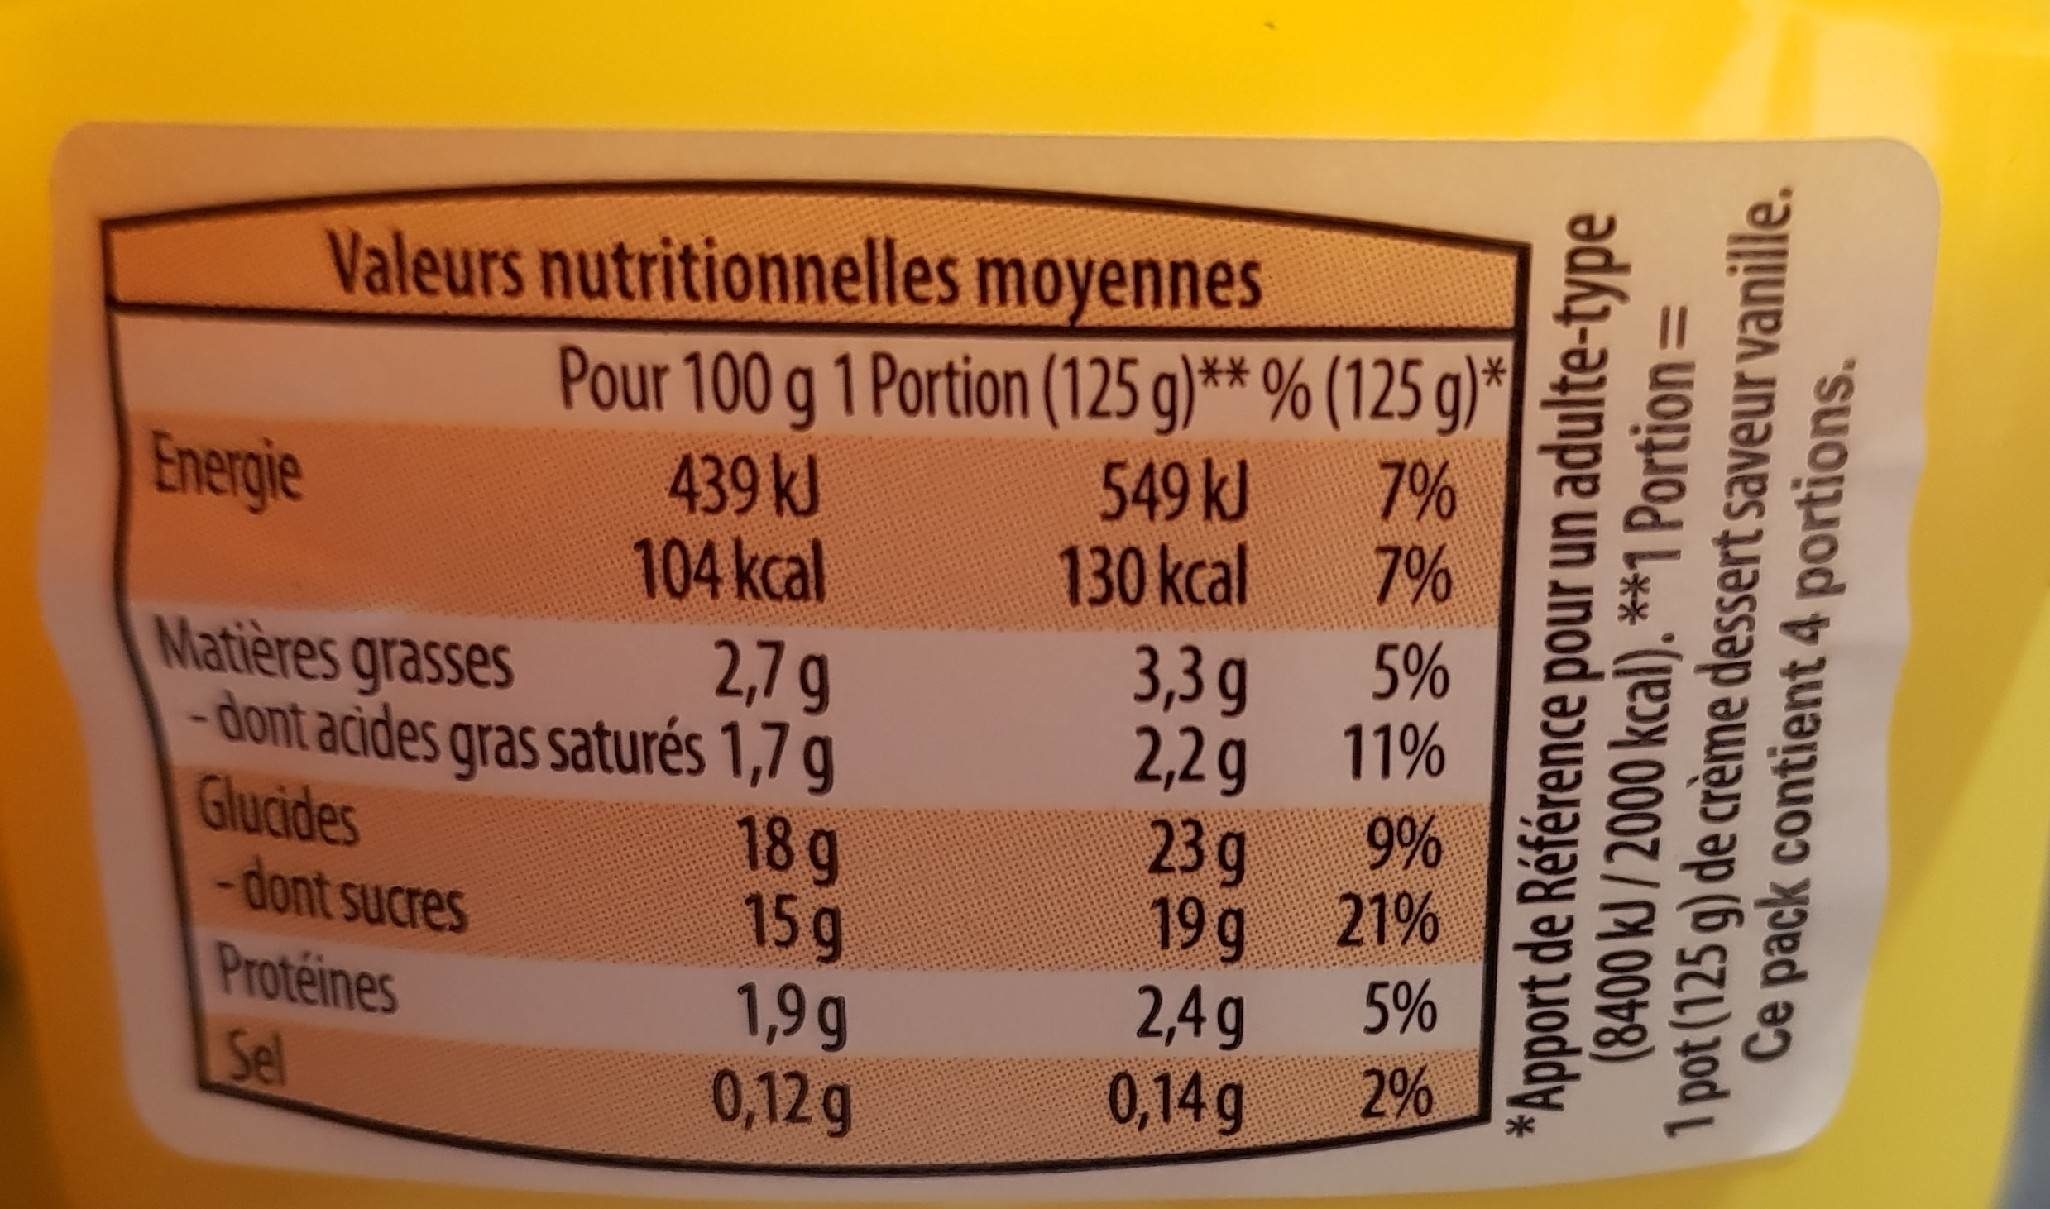 Valeurs nutritionnelles moyennes
Pour 100 g 1 Portion (125 g)** % (125 g)*
Energie 439 kJ 549 kJ 7%
104 kcal 130 kcal 7%
Matières grasses 2,7 g 3,3 g 5%
- dont acides gras saturés 1,7 g 2,2 g 11%
Glucides 18 g 23 g 9%
- dont sucres 15 g 19 g 21%
Protéines 1,9 g 2,4 g 5%
Sel 0,12 g 0,14 g 2%
*Apport de Référence pour un adulte-type
(8400 kJ / 2000 kcal). **1 Portion =
1 pot (125 g) de crème dessert saveur vanille.
Ce pack contient 4 portions.